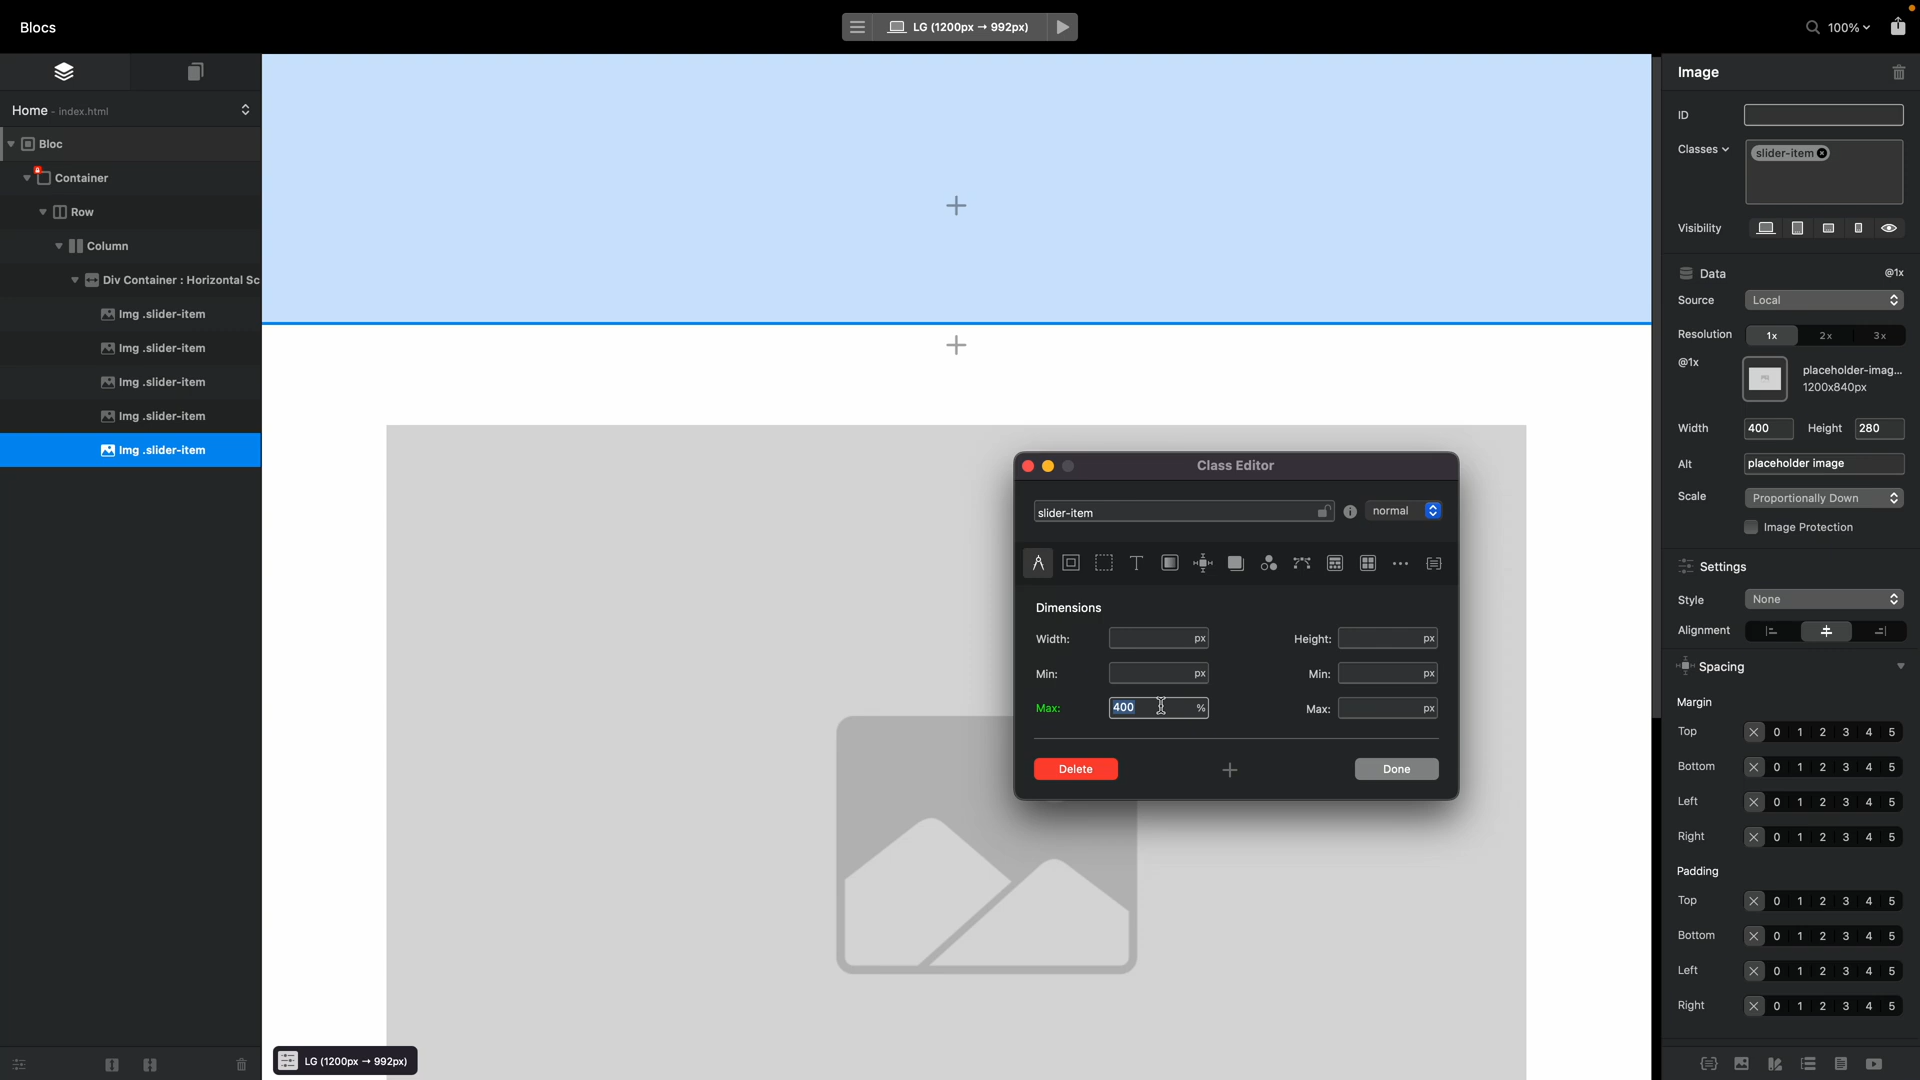 Blocs
LG (1200px → 992px)
100%
Home - index.html
Bloc
Container
Row
Column
Div Container : Horizontal Sc
Img .slider-item
Img .slider-item
Img .slider-item
Img .slider-item
Img .slider-item
LG (1200px → 992px)
Class Editor
slider-item
normal
Dimensions
Width: px Height: px
Min: px Min: px
Max: 400 % Max: px
Delete
Done
Image
ID
Classes slider-item
Visibility
Data @1x
Source Local
Resolution 1x 2x 3x
@1x placeholder-imag...
1200x840px
Width 400 Height 280
Alt placeholder image
Scale Proportionally Down
Image Protection
Settings
Style None
Alignment
Spacing
Margin
Top 0 1 2 3 4 5
Bottom 0 1 2 3 4 5
Left 0 1 2 3 4 5
Right 0 1 2 3 4 5
Padding
Top 0 1 2 3 4 5
Bottom 0 1 2 3 4 5
Left 0 1 2 3 4 5
Right 0 1 2 3 4 5